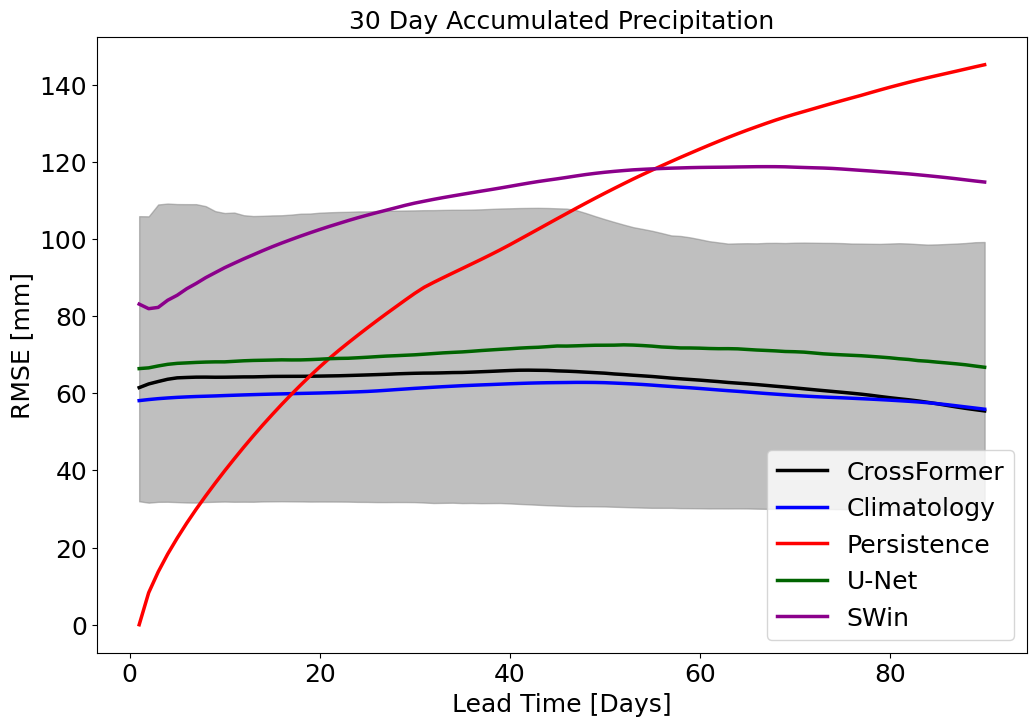 30 Day Accumulated Precipitation
RMSE [mm]
140
120
100
80
60
40
20
0
0 20 40 60 80
Lead Time [Days]
CrossFormer
Climatology
Persistence
U-Net
SWin